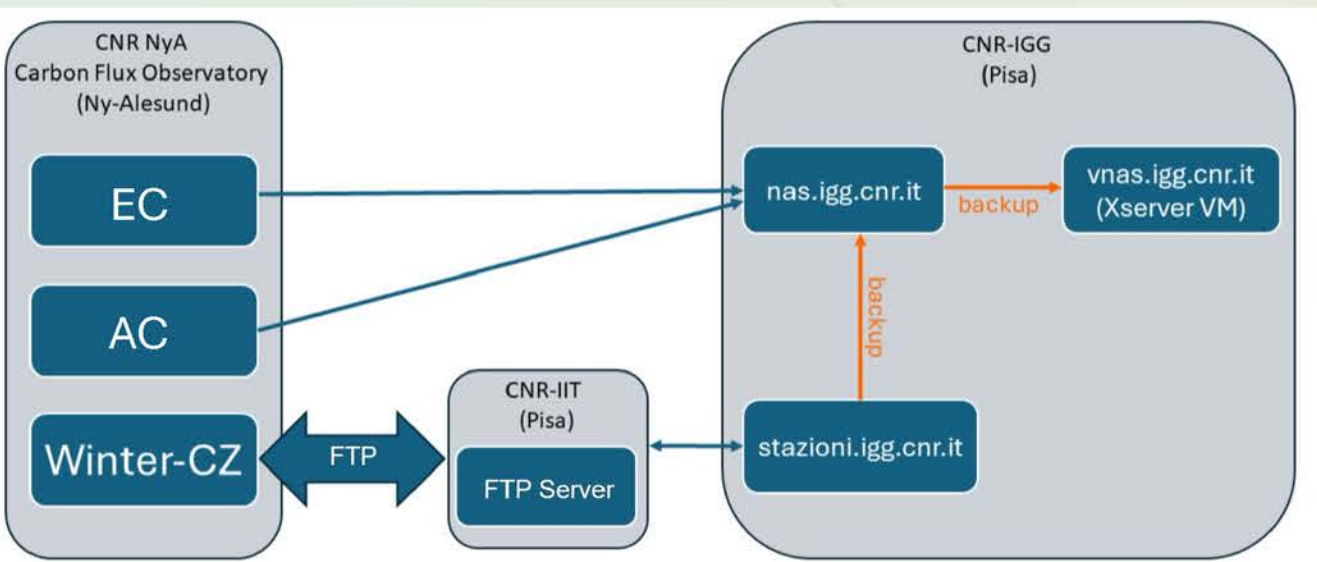 CNR NyA
Carbon Flux Observatory
(Ny-Alesund)
EC
AC
Winter-CZ
FTP
CNR-IIT
(Pisa)
FTP Server
CNR-IGG
(Pisa)
nas.igg.cnr.it
backup
vnas.igg.cnr.it
(Xserver VM)
backup
stazioni.igg.cnr.it